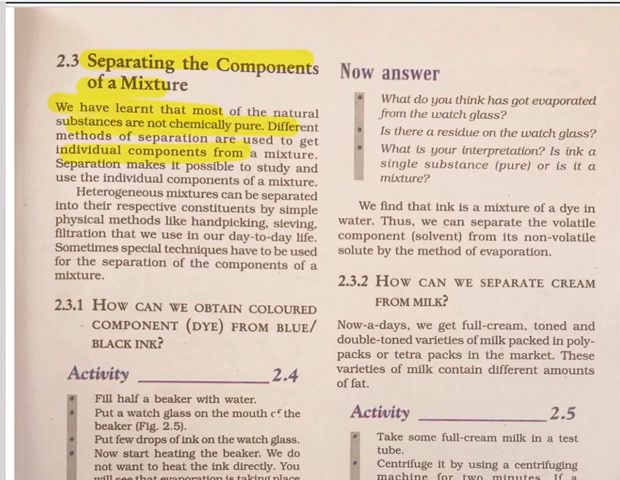 2.3 Separating the Components
of a Mixture
We have learnt that most of the natural
substances are not chemically pure. Different
methods of separation are used to get
individual components from a mixture.
Separation makes it possible to study and
use the individual components of a mixture.
Heterogeneous mixtures can be separated
into their respective constituents by simple
physical methods like handpicking, sieving,
filtration that we use in our day-to-day life.
Sometimes special techniques have to be used
for the separation of the components of a
mixture.
2.3.1 HOW CAN WE OBTAIN COLOURED
COMPONENT (DYE) FROM BLUE/
BLACK INK?
Activity ______________ 2.4
• Fill half a beaker with water.
• Put a watch glass on the mouth of the
beaker (Fig. 2.5).
• Put few drops of ink on the watch glass.
• Now start heating the beaker. We do
not want to heat the ink directly. You
will see that evaporation is taking place
Now answer
• What do you think has got evaporated
from the watch glass?
• Is there a residue on the watch glass?
• What is your interpretation? Is ink a
single substance (pure) or is it a
mixture?
We find that ink is a mixture of a dye in
water. Thus, we can separate the volatile
component (solvent) from its non-volatile
solute by the method of evaporation.
2.3.2 HOW CAN WE SEPARATE CREAM
FROM MILK?
Now-a-days, we get full-cream, toned and
double-toned varieties of milk packed in poly-
packs or tetra packs in the market. These
varieties of milk contain different amounts
of fat.
Activity ______________ 2.5
• Take some full-cream milk in a test
tube.
• Centrifuge it by using a centrifuging
machine for two minutes. If a